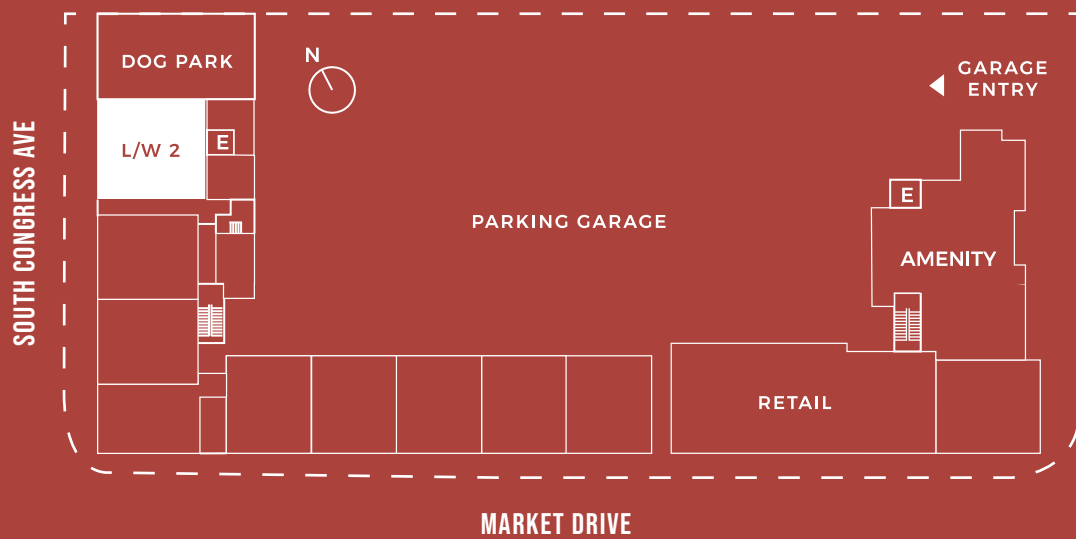 N
DOG PARK
GARAGE
ENTRY
L/W 2
E
SOUTH CONGRESS AVE
E
PARKING GARAGE
AMENITY
RETAIL
MARKET DRIVE